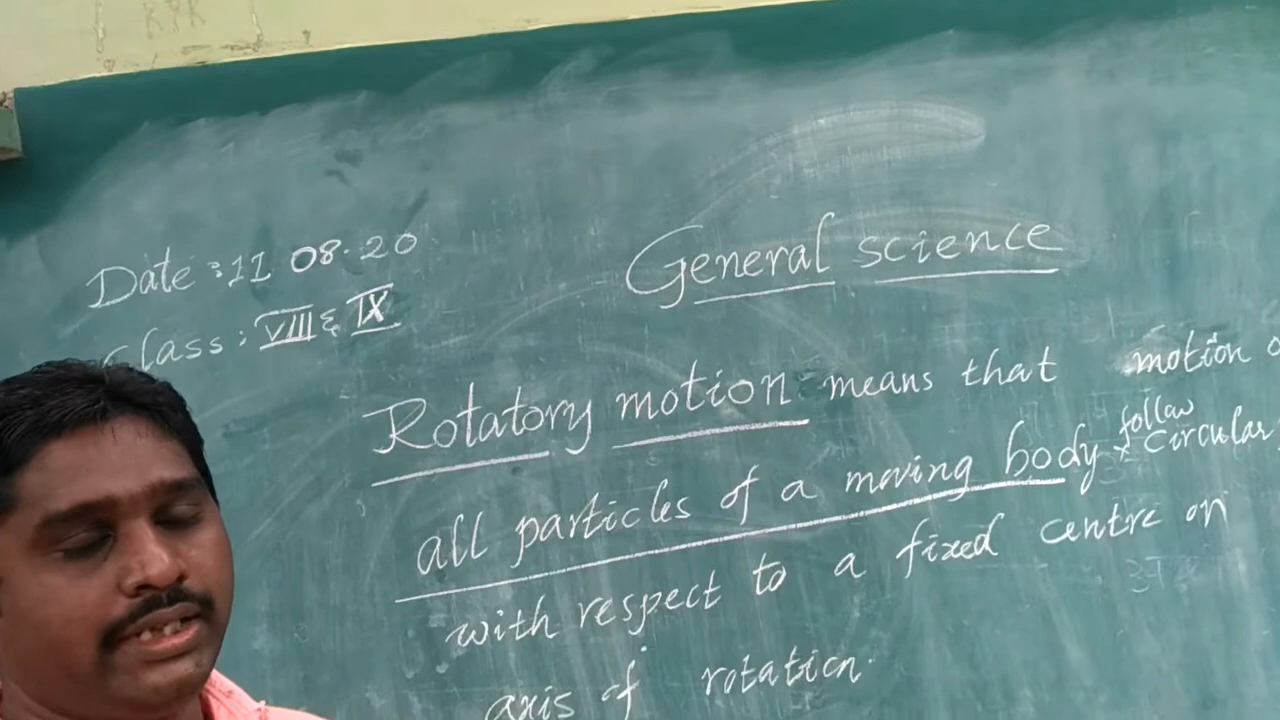 Date : 11 08.20
General science
Class : VIII & IX
Rotatory motion means that motion
follow
all particles of a moving body x circular
with respect to a fixed centre on
axis of rotation.